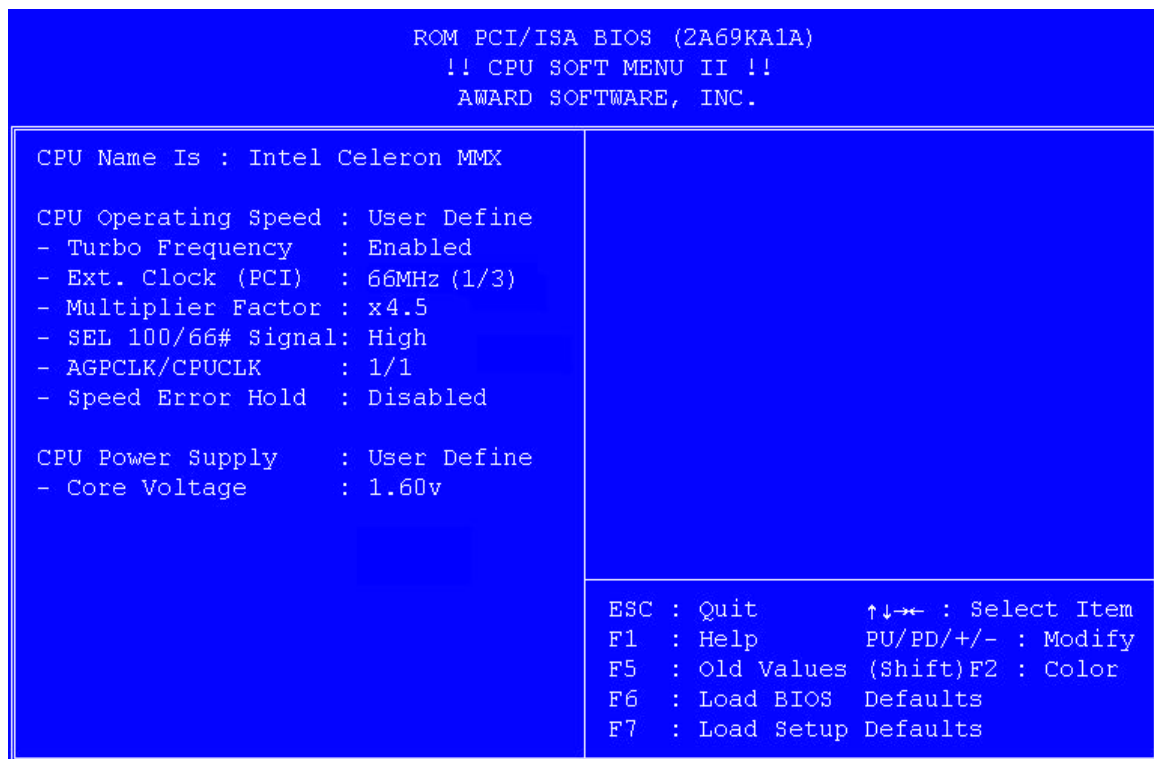 ROM PCI/ISA BIOS (2A69KA1A)
!! CPU SOFT MENU II !!
AWARD SOFTWARE, INC.
CPU Name Is : Intel Celeron MMX
CPU Operating Speed : User Define
- Turbo Frequency : Enabled
- Ext. Clock (PCI) : 66MHz (1/3)
- Multiplier Factor : x4.5
- SEL 100/66# Signal: High
- AGPCLK/CPUCLK : 1/1
- Speed Error Hold : Disabled
CPU Power Supply : User Define
- Core Voltage : 1.60v
ESC : Quit ↑↓→← : Select Item
F1 : Help PU/PD/+/- : Modify
F5 : Old Values (Shift)F2 : Color
F6 : Load BIOS Defaults
F7 : Load Setup Defaults